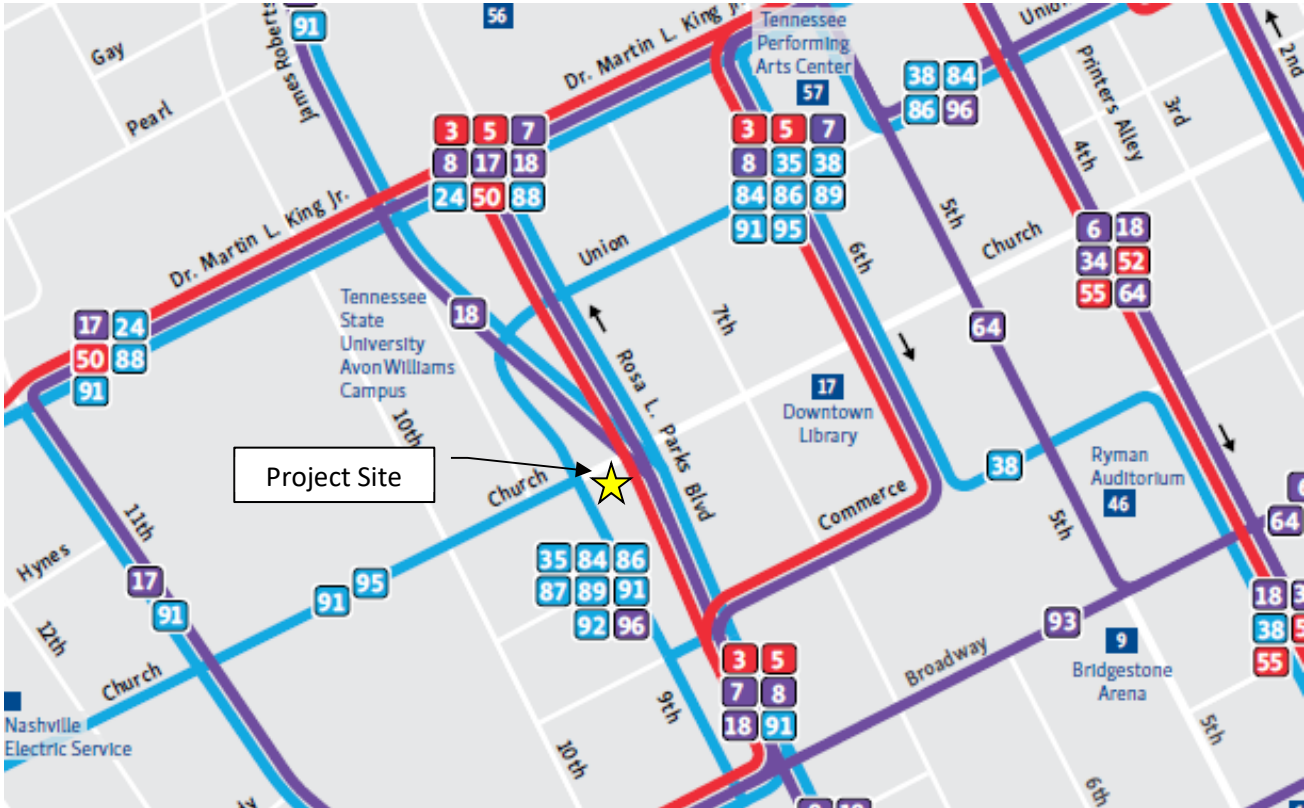 91
James Roberts
56
Dr. Martin L. King Jr.
Tennessee
Performing
Arts Center
57
Union
38 84
86 96
Printers Alley
2nd
3rd
Gay
Pearl
3 5 7
8 17 18
24 50 88
3 5 7
8 35 38
84 86 89
91 95
4th
5th
Church
6 18
34 52
55 64
Dr. Martin L. King Jr.
Union
6th
7th
64
Tennessee
State
University
Avon Williams
Campus
18
17 24
50 88
91
Rosa L. Parks Blvd
17
Downtown
Library
10th
Project Site
Church
Commerce
38
Ryman
Auditorium
46
64
5th
11th
Hynes
17
91
91 95
35 84 86
87 89 91
92 96
12th
Church
93
Broadway
9
Bridgestone
Arena
18
38
55
3 5
7 8
18 91
9th
10th
Nashville
Electric Service
5th
6th